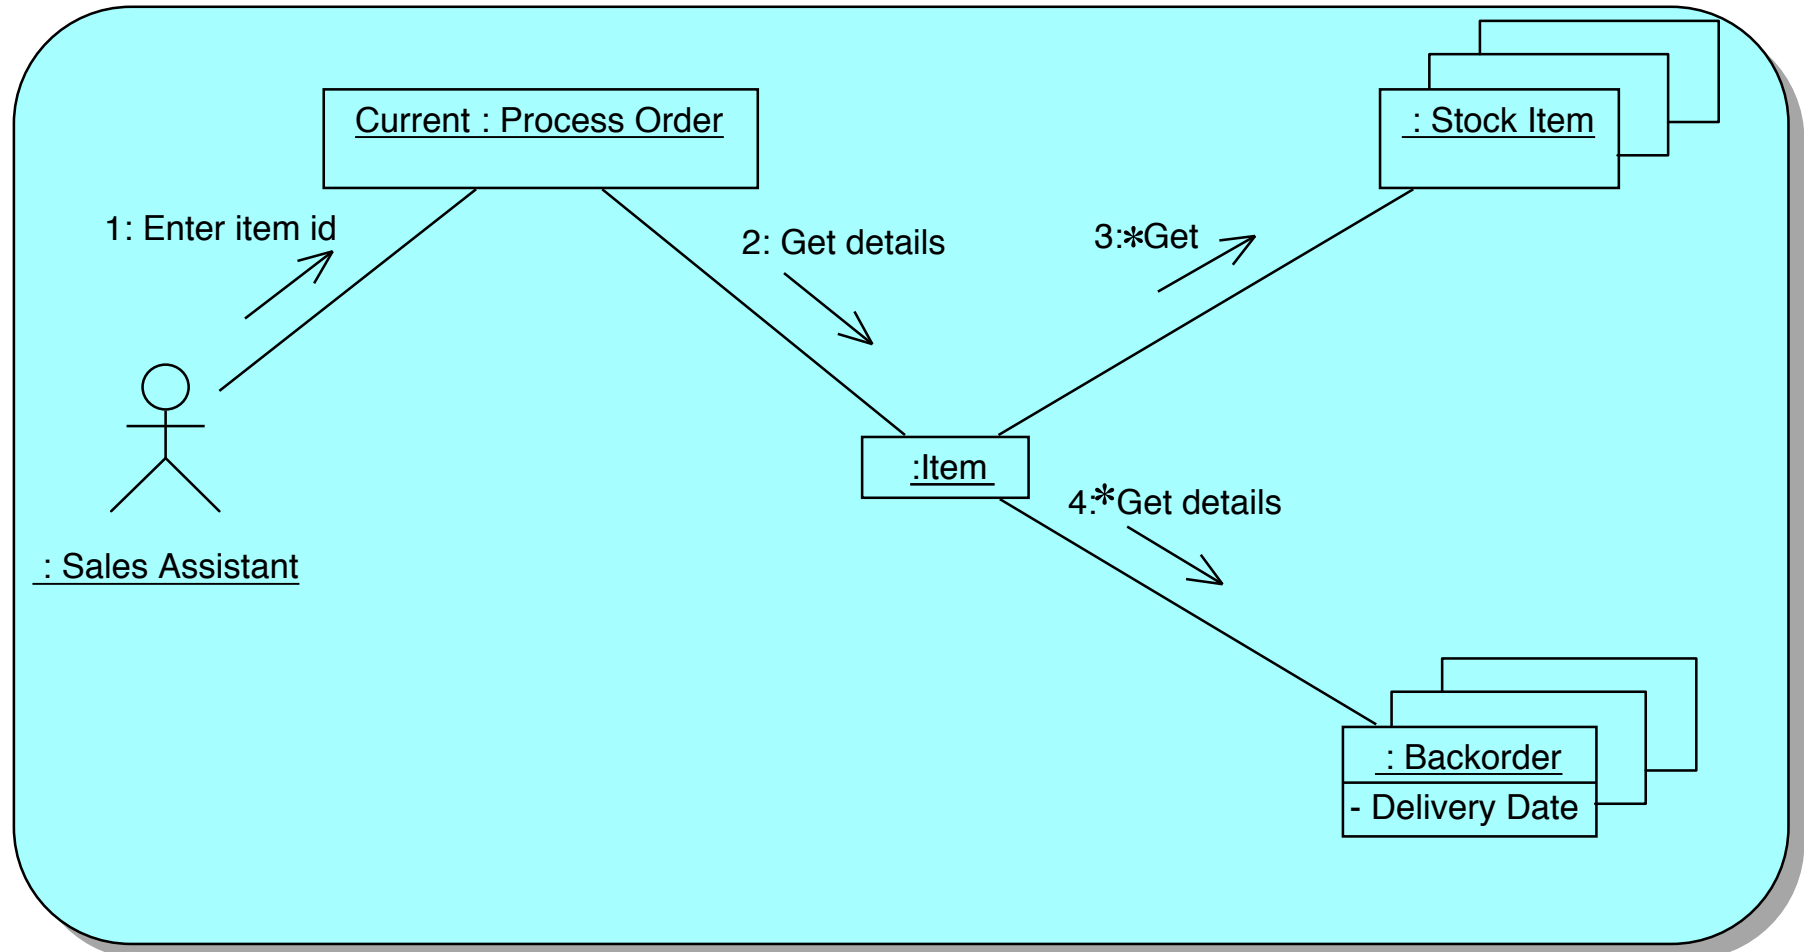 Current : Process Order
: Stock Item
1: Enter item id
2: Get details
3:*Get
:Item
4:*Get details
: Sales Assistant
: Backorder
- Delivery Date